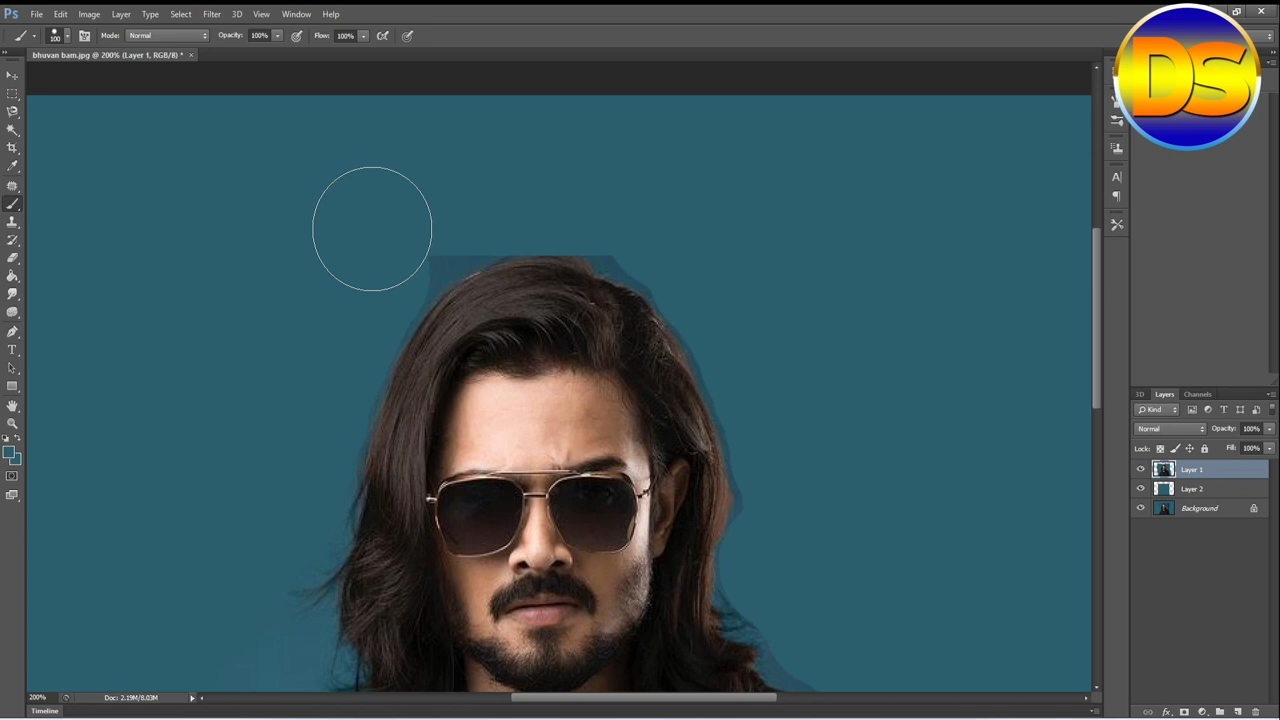 Ps File Edit Image Layer Type Select Filter 3D View Window Help
100 Mode: Normal Opacity: 100% Flow: 100%
bhuvan bam.jpg @ 200% (Layer 1, RGB/8) * ×
DS
3D Layers Channels
Kind
Normal Opacity: 100%
Lock: Fill: 100%
Layer 1
Layer 2
Background
200% Doc: 2.19M/8.03M
Timeline